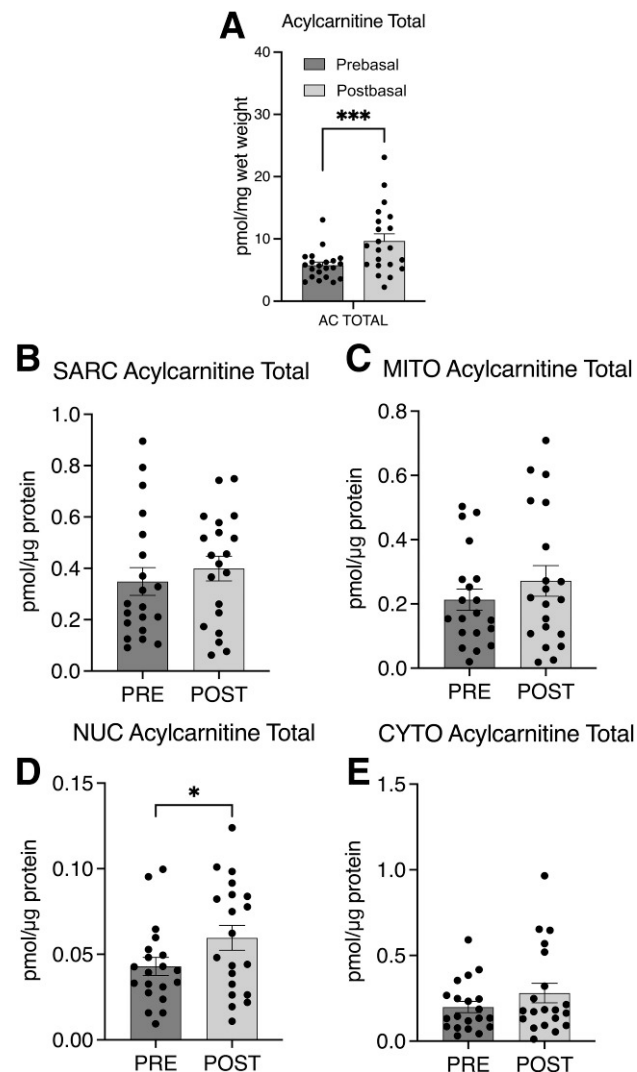 A
Acylcarnitine Total
40
30
20
10
0
pmol/mg wet weight
Prebasal
Postbasal
***
AC TOTAL
B
SARC Acylcarnitine Total
1.0
0.8
0.6
0.4
0.2
0.0
pmol/µg protein
PRE POST
C
MITO Acylcarnitine Total
0.8
0.6
0.4
0.2
0.0
pmol/µg protein
PRE POST
D
NUC Acylcarnitine Total
0.15
0.10
0.05
0.00
pmol/µg protein
*
PRE POST
E
CYTO Acylcarnitine Total
1.5
1.0
0.5
0.0
pmol/µg protein
PRE POST